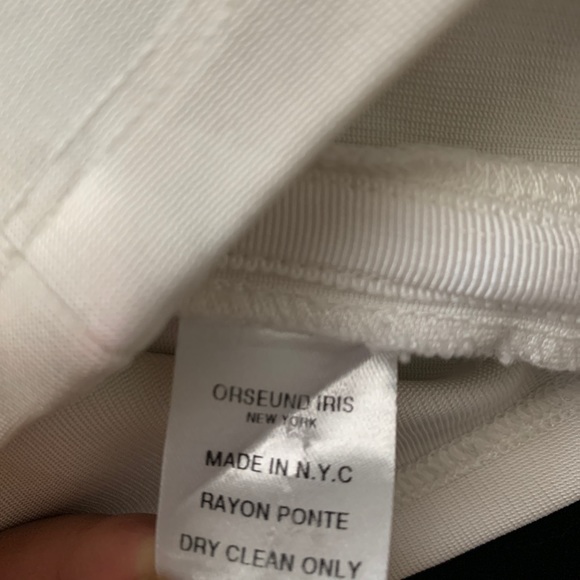 ORSEUND IRIS
NEW YORK
MADE IN N.Y.C
RAYON PONTE
DRY CLEAN ONLY